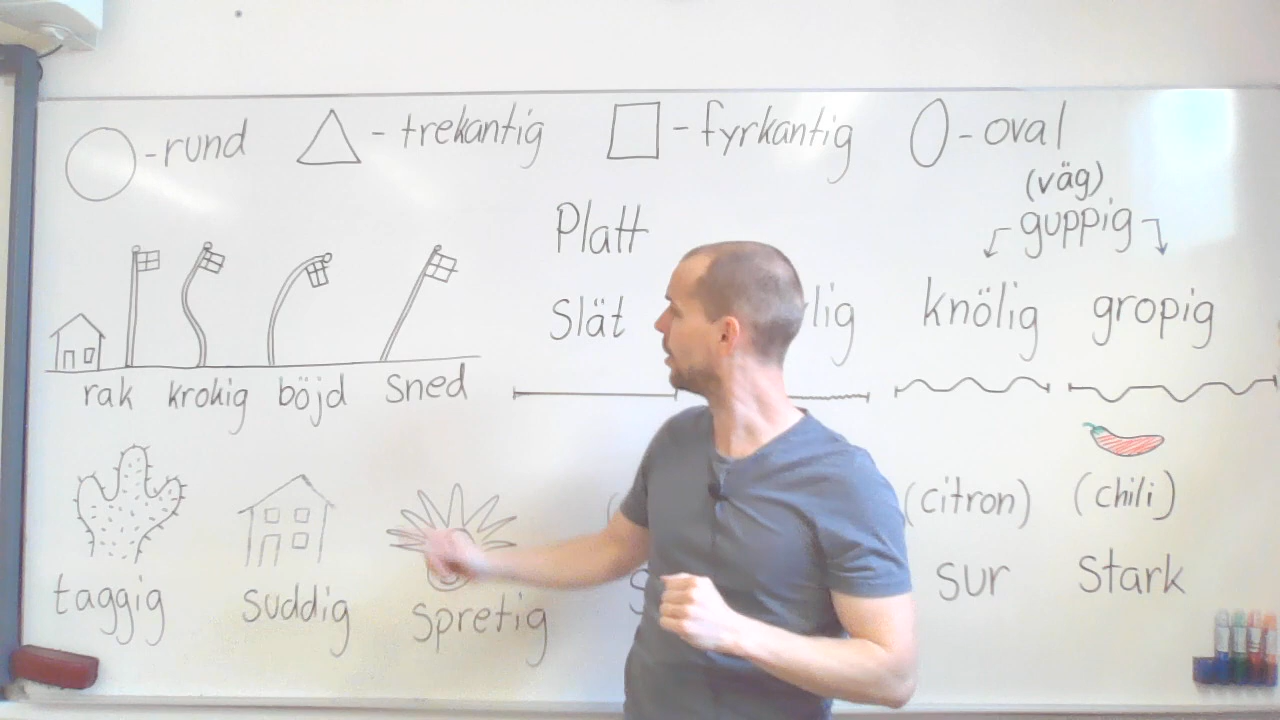 -rund - trekantig - fyrkantig - oval
(väg)
Platt guppig
Slät lig knölig gropig
rak krokig böjd Sned
(citron) (chili)
taggig suddig spretig s sur Stark